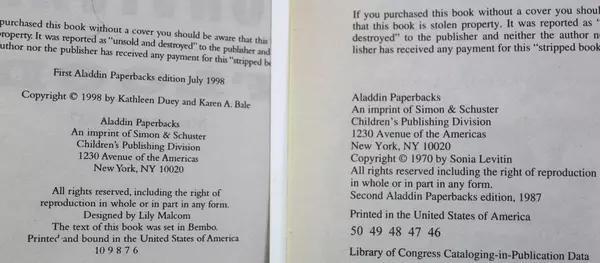 purchased this book without a cover you should be aware that this
property. It was reported as "unsold and destroyed" to the publisher and
author nor the publisher has received any payment for this "stripped
First Aladdin Paperbacks edition July 1998
Copyright © 1998 by Kathleen Duey and Karen A. Bale
Aladdin Paperbacks
An imprint of Simon & Schuster
Children's Publishing Division
1230 Avenue of the Americas
New York, NY 10020
All rights reserved, including the right of
reproduction in whole or in part in any form.
Designed by Lily Malcom
The text of this book was set in Bembo.
Printed and bound in the United States of America
10 9 8 7 6
If you purchased this book without a cover you should
that this book is stolen property. It was reported as
destroyed" to the publisher and neither the author
lisher has received any payment for this "stripped book
Aladdin Paperbacks
An imprint of Simon & Schuster
Children's Publishing Division
1230 Avenue of the Americas
New York, NY 10020
Copyright © 1970 by Sonia Levitin
All rights reserved including the right of reproduction
in whole or in part in any form.
Second Aladdin Paperbacks edition, 1987
Printed in the United States of America
50 49 48 47 46
Library of Congress Cataloging-in-Publication Data